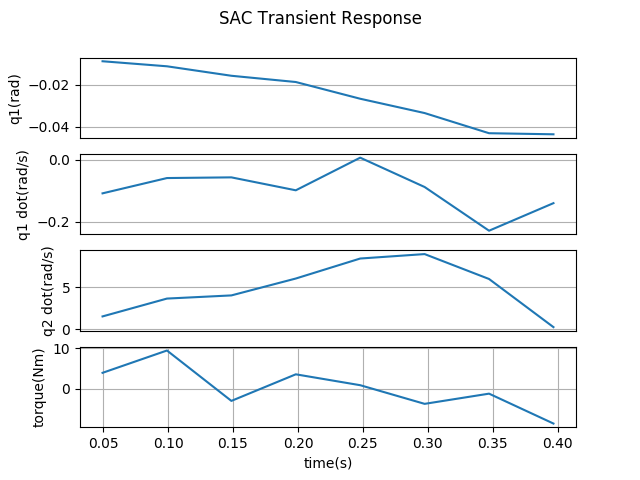 SAC Transient Response
q1(rad)
−0.02
−0.04
q1 dot(rad/s)
0.0
−0.2
q2 dot(rad/s)
5
0
torque(Nm)
10
0
0.05 0.10 0.15 0.20 0.25 0.30 0.35 0.40
time(s)